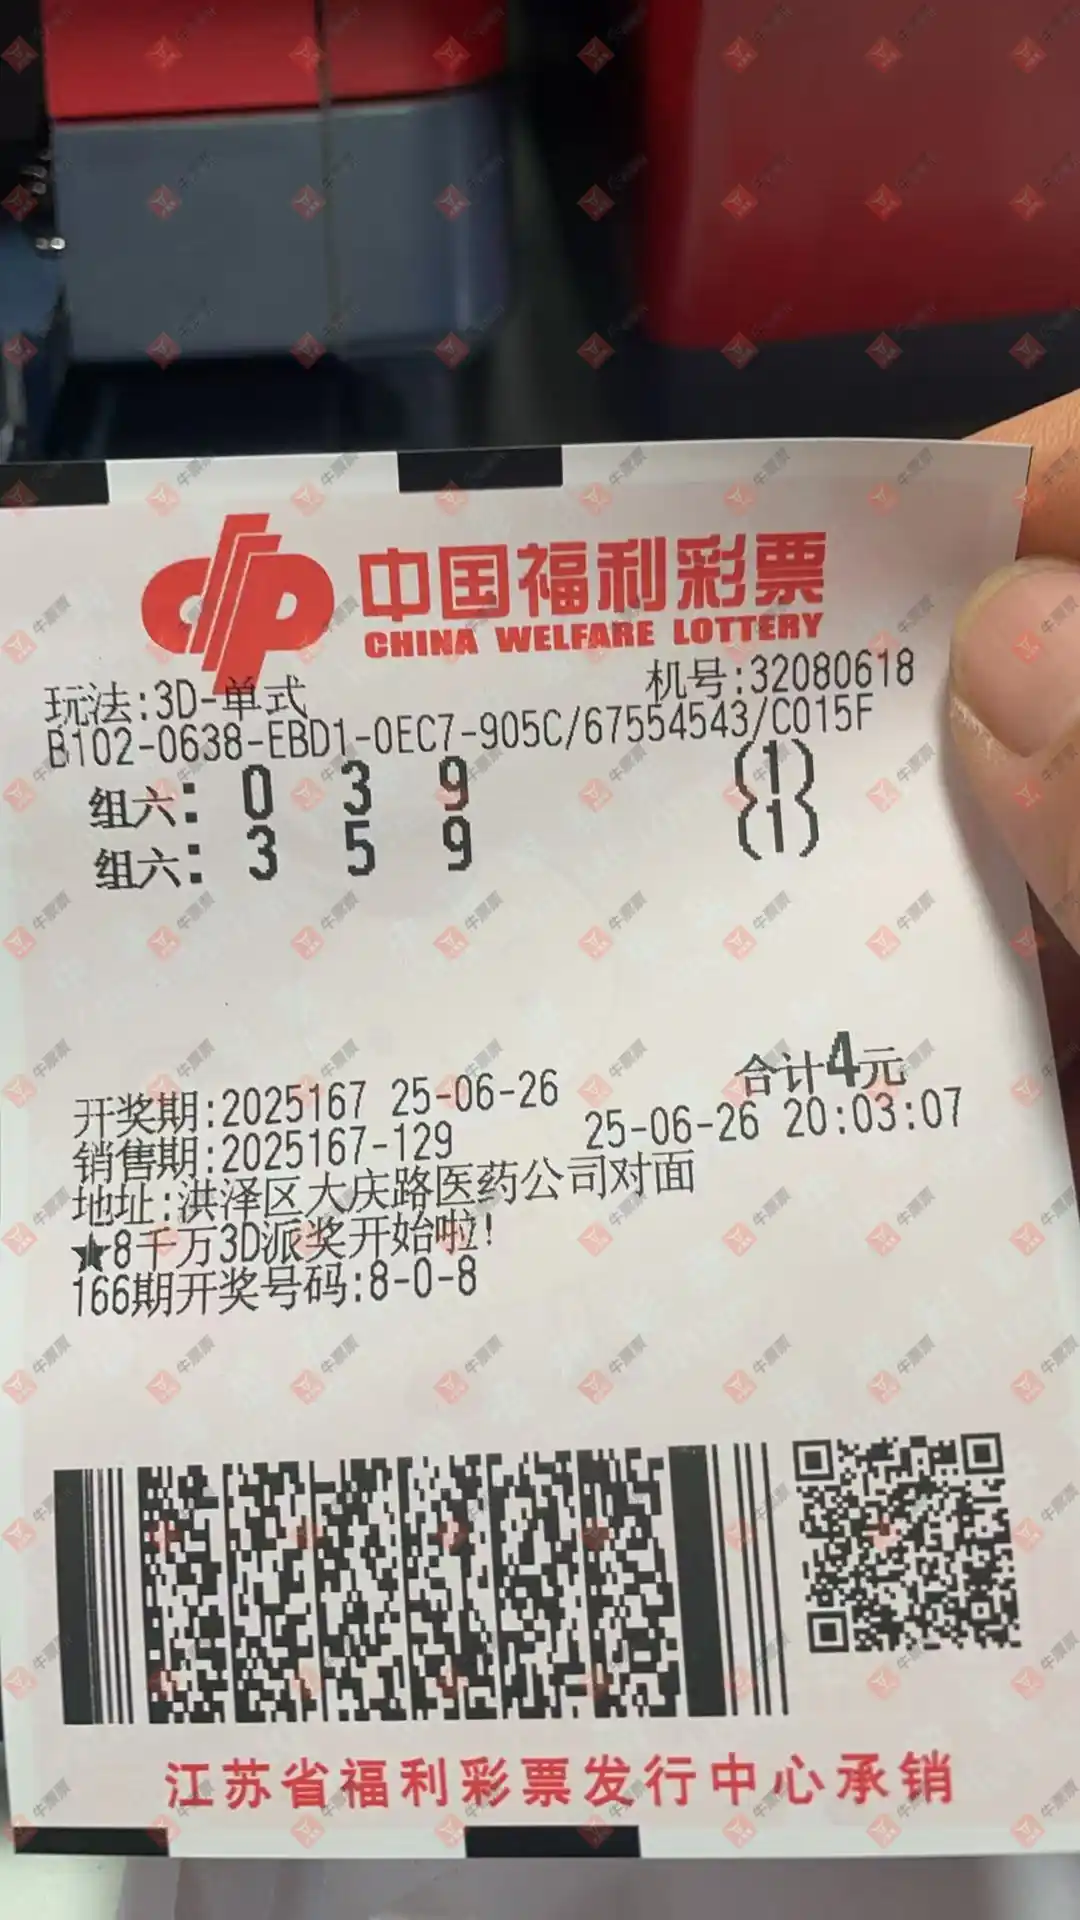 中国福利彩票
CHINA WELFARE LOTTERY
玩法:3D-单式 机号:32080618
B102-0638-EBD1-0EC7-905C/67554543/C015F
组六: 0 3 9 (1)
组六: 3 5 9 (1)
合计4元
开奖期:2025167 25-06-26
销售期:2025167-129 25-06-26 20:03:07
地址:洪泽区大庆路医药公司对面
★8千万3D派奖开始啦!
166期开奖号码:8-0-8
江苏省福利彩票发行中心承销
牛票票